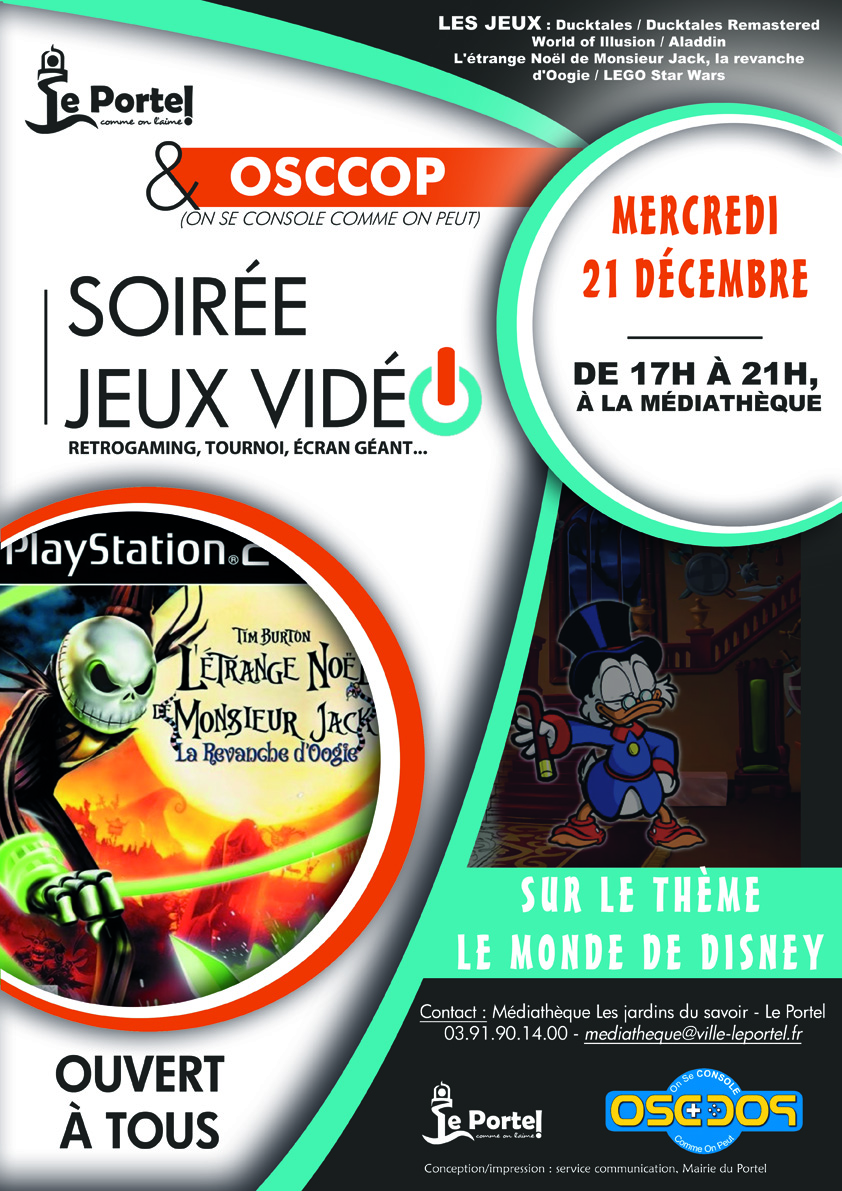 LES JEUX : Ducktales / Ducktales Remastered
World of Illusion / Aladdin
L'étrange Noël de Monsieur Jack, la revanche
d'Oogie / LEGO Star Wars
Le Portel
comme on l'aime!
& OSCCOP
(ON SE CONSOLE COMME ON PEUT)
MERCREDI
21 DÉCEMBRE
DE 17H À 21H,
À LA MÉDIATHÈQUE
SOIRÉE
JEUX VIDÉO
RETROGAMING, TOURNOI, ÉCRAN GÉANT...
PlayStation®2
TIM BURTON
L'ÉTRANGE NOËL
DE MONSIEUR JACK
La Revanche d'Oogie
SUR LE THÈME
LE MONDE DE DISNEY
Contact : Médiathèque Les jardins du savoir - Le Portel
03.91.90.14.00 - mediatheque@ville-leportel.fr
OUVERT
À TOUS
Le Portel
comme on l'aime!
On Se CONSOLE
OSCCOP
Comme On Peut
Conception/impression : service communication, Mairie du Portel